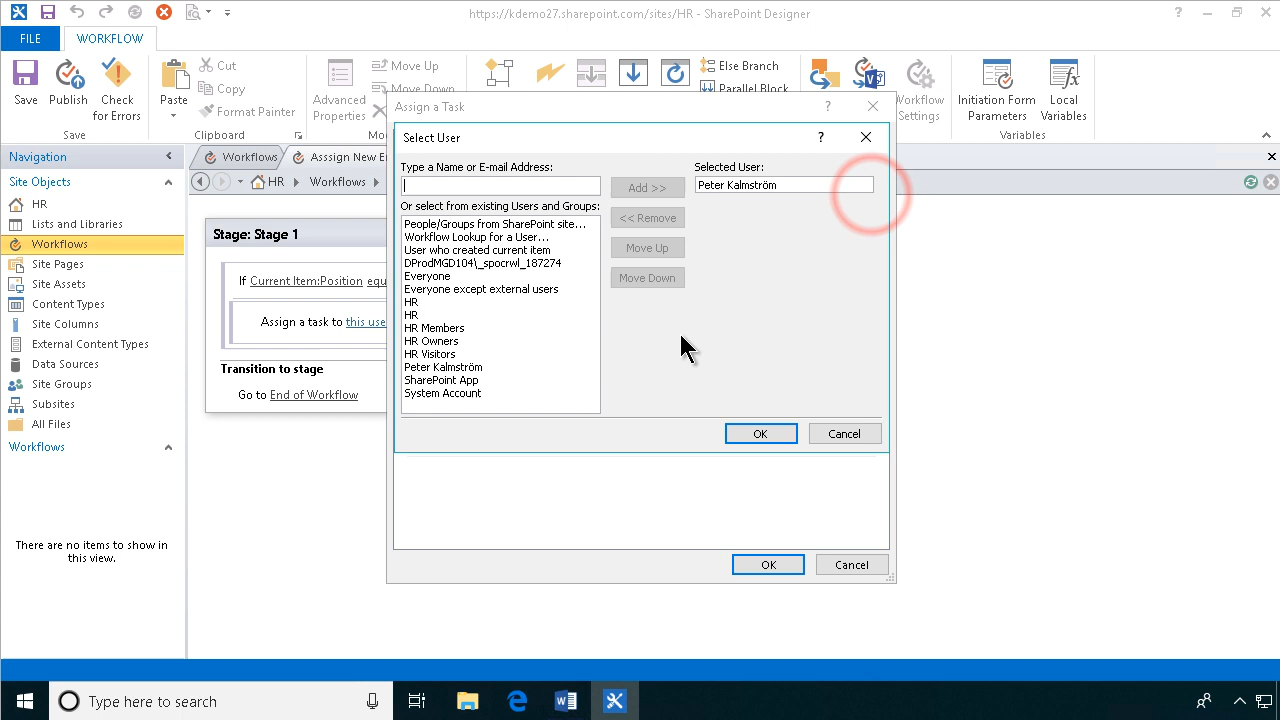 https://kdemo27.sharepoint.com/sites/HR - SharePoint Designer
FILE
WORKFLOW
Save
Publish
Check for Errors
Save
Paste
Cut
Copy
Format Painter
Clipboard
Advanced Properties
Move Up
Move Down
Else Branch
Parallel Block
Workflow Settings
Initiation Form Parameters
Local Variables
Variables
Navigation
Site Objects
HR
Lists and Libraries
Workflows
Site Pages
Site Assets
Content Types
Site Columns
External Content Types
Data Sources
Site Groups
Subsites
All Files
Workflows
There are no items to show in this view.
Workflows
Asssign New E
HR
Workflows
Stage: Stage 1
If Current Item:Position equ
Assign a task to this use
Transition to stage
Go to End of Workflow
Assign a Task
?
Select User
?
Type a Name or E-mail Address:
Or select from existing Users and Groups:
People/Groups from SharePoint site...
Workflow Lookup for a User...
User who created current item
DProdMGD104\_spocrwl_187274
Everyone
Everyone except external users
HR
HR
HR Members
HR Owners
HR Visitors
Peter Kalmström
SharePoint App
System Account
Add >>
<< Remove
Move Up
Move Down
Selected User:
Peter Kalmström
OK
Cancel
OK
Cancel
Type here to search